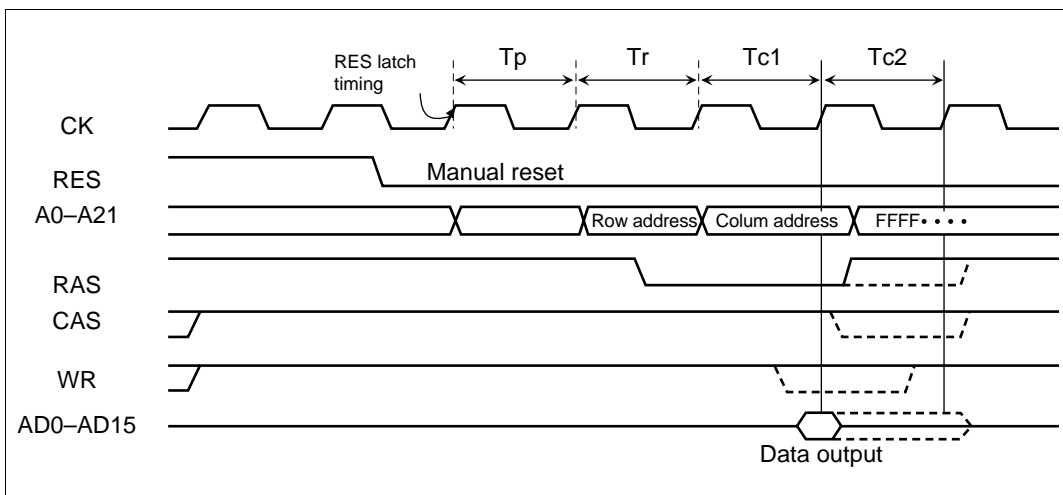 RES latch
timing
Tp
Tr
Tc1
Tc2
CK
RES
Manual reset
A0–A21
Row address
Colum address
FFFF• • • •
RAS
CAS
WR
AD0–AD15
Data output